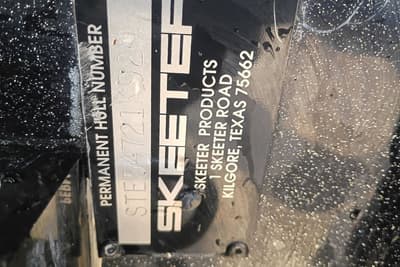 PERMANENT HULL NUMBER
SKEETER
SKEETER PRODUCTS
1 SKEETER ROAD
KILGORE, TEXAS 75662